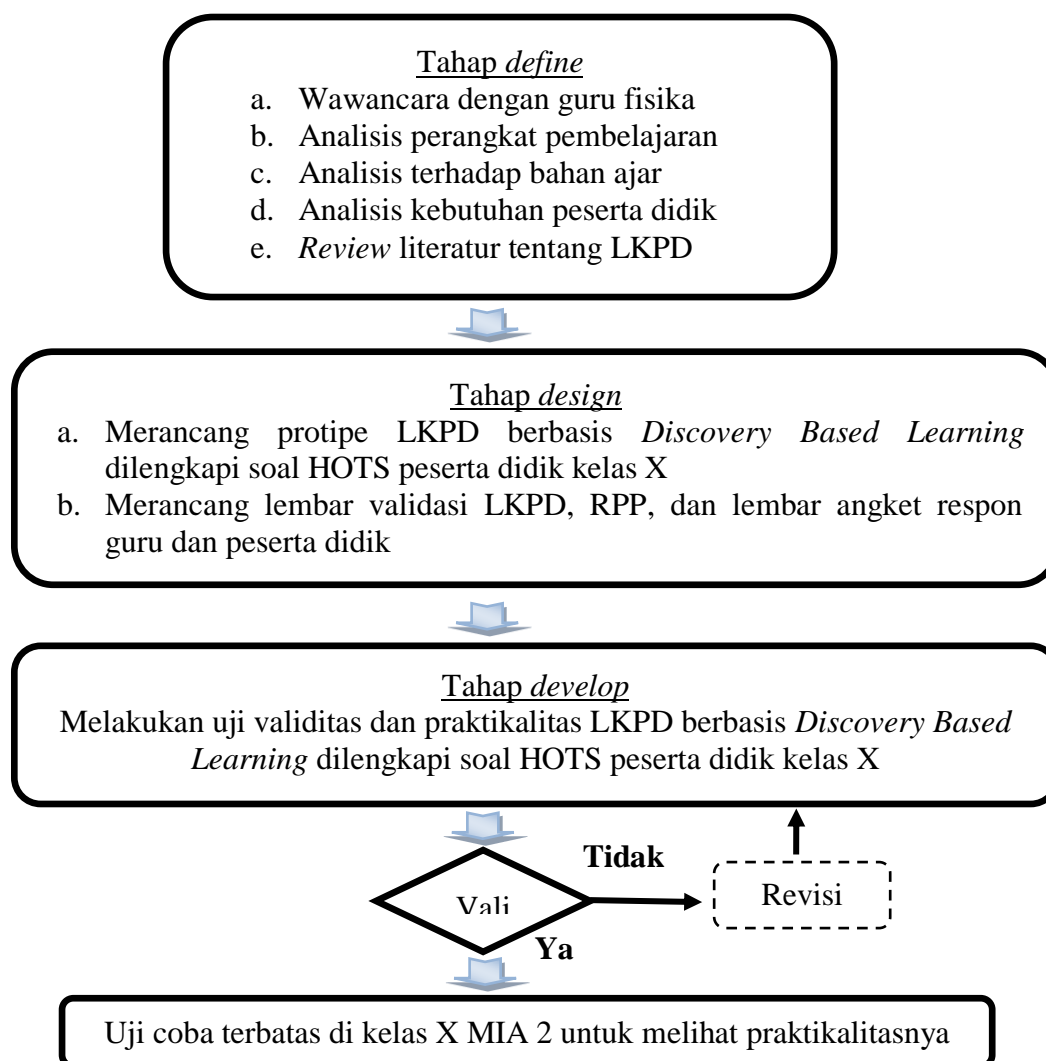 Tahap define
a. Wawancara dengan guru fisika
b. Analisis perangkat pembelajaran
c. Analisis terhadap bahan ajar
d. Analisis kebutuhan peserta didik
e. Review literatur tentang LKPD
Tahap design
a. Merancang protipe LKPD berbasis Discovery Based Learning
dilengkapi soal HOTS peserta didik kelas X
b. Merancang lembar validasi LKPD, RPP, dan lembar angket respon
guru dan peserta didik
Tahap develop
Melakukan uji validitas dan praktikalitas LKPD berbasis Discovery Based
Learning dilengkapi soal HOTS peserta didik kelas X
Tidak
Vali
Revisi
Ya
Uji coba terbatas di kelas X MIA 2 untuk melihat praktikalitasnya